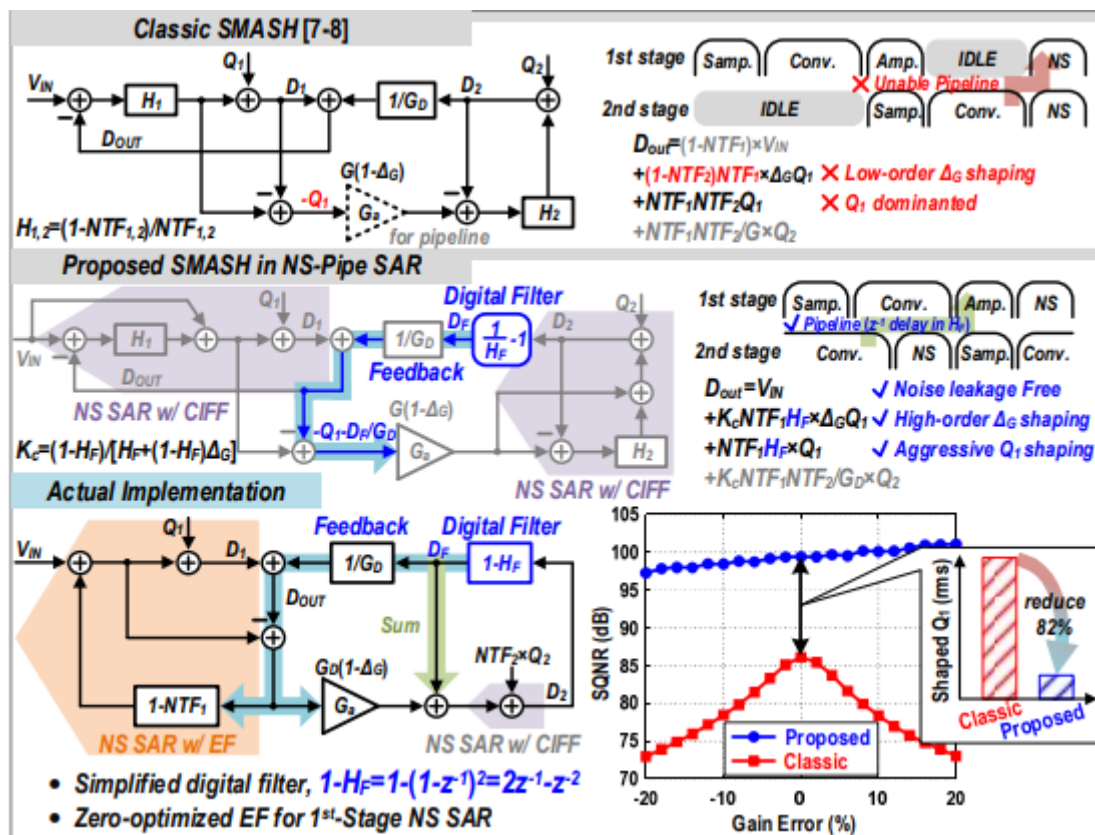 Classic SMASH [7-8]
Q1
Q2
VIN
H1
D1
1/GD
D2
DOUT
G(1-ΔG)
-Q1
Ga
for pipeline
H2
H1,2=(1-NTF1,2)/NTF1,2
1st stage
Samp.
Conv.
Amp.
IDLE
NS
✕ Unable Pipeline
2nd stage
IDLE
Samp.
Conv.
NS
Dout=(1-NTF1)×VIN
+(1-NTF2)NTF1×ΔGQ1
✕ Low-order ΔG shaping
+NTF1NTF2Q1
✕ Q1 dominanted
+NTF1NTF2/G×Q2
Proposed SMASH in NS-Pipe SAR
Q1
Digital Filter
Q2
H1
D1
1/GD
DF
1/HF -1
D2
VIN
DOUT
Feedback
NS SAR w/ CIFF
G(1-ΔG)
-Q1-DF/GD
Ga
H2
Kc=(1-HF)/[HF+(1-HF)ΔG]
NS SAR w/ CIFF
1st stage
Samp.
Conv.
Amp.
NS
✓ Pipeline (z-1 delay in HF)
2nd stage
Conv.
NS
Samp.
Conv.
Dout=VIN
✓ Noise leakage Free
+KcNTF1HF×ΔGQ1
✓ High-order ΔG shaping
+NTF1HF×Q1
✓ Aggressive Q1 shaping
+KcNTF1NTF2/GD×Q2
Actual Implementation
Q1
Feedback
Digital Filter
VIN
D1
1/GD
DF
1-HF
DOUT
Sum
GD(1-ΔG)
NTF2×Q2
1-NTF1
Ga
D2
NS SAR w/ EF
NS SAR w/ CIFF
• Simplified digital filter, 1-HF=1-(1-z-1)2=2z-1-z-2
• Zero-optimized EF for 1st-Stage NS SAR
SQNR (dB)
105
100
95
90
85
80
75
70
-20
-10
0
10
20
Gain Error (%)
Proposed
Classic
Shaped Q1 (rms)
reduce
82%
Classic
Proposed